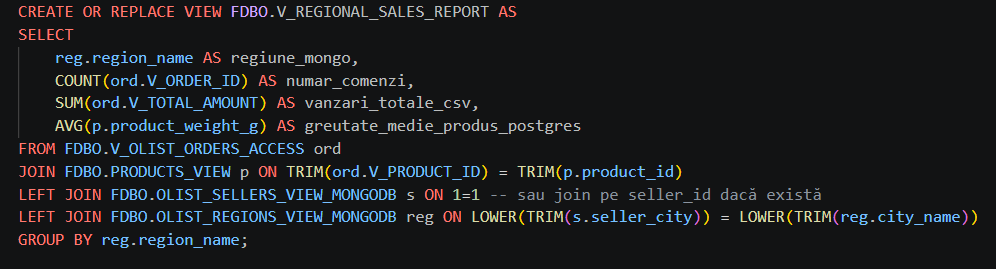 CREATE OR REPLACE VIEW FDBO.V_REGIONAL_SALES_REPORT AS
SELECT
    reg.region_name AS regiune_mongo,
    COUNT(ord.V_ORDER_ID) AS numar_comenzi,
    SUM(ord.V_TOTAL_AMOUNT) AS vanzari_totale_csv,
    AVG(p.product_weight_g) AS greutate_medie_produs_postgres
FROM FDBO.V_OLIST_ORDERS_ACCESS ord
JOIN FDBO.PRODUCTS_VIEW p ON TRIM(ord.V_PRODUCT_ID) = TRIM(p.product_id)
LEFT JOIN FDBO.OLIST_SELLERS_VIEW_MONGODB s ON 1=1 -- sau join pe seller_id dacă există
LEFT JOIN FDBO.OLIST_REGIONS_VIEW_MONGODB reg ON LOWER(TRIM(s.seller_city)) = LOWER(TRIM(reg.city_name))
GROUP BY reg.region_name;